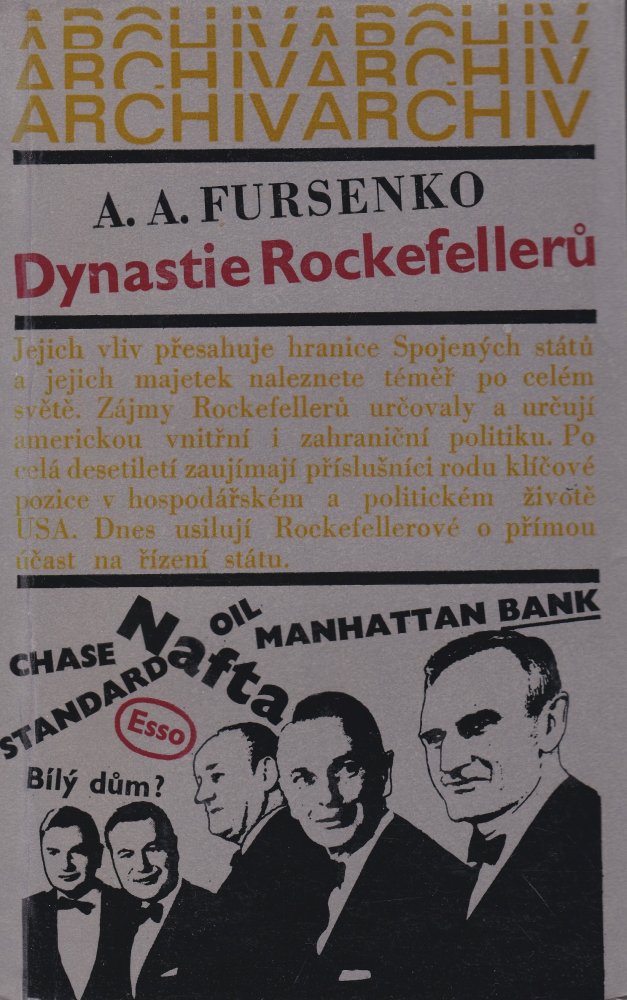 ARCHIVARCHIV
ARCHIVARCHIV
ARCHIVARCHIV
A. A. FURSENKO
Dynastie Rockefellerů
Jejich vliv přesahuje hranice Spojených států
a jejich majetek naleznete téměř po celém
světě. Zájmy Rockefellerů určovaly a určují
americkou vnitřní i zahraniční politiku. Po
celá desetiletí zaujímají příslušníci rodu klíčové
pozice v hospodářském a politickém životě
USA. Dnes usilují Rockefellerové o přímou
účast na řízení státu.
CHASE MANHATTAN BANK
STANDARD OIL
Nafta
Esso
Bílý dům?